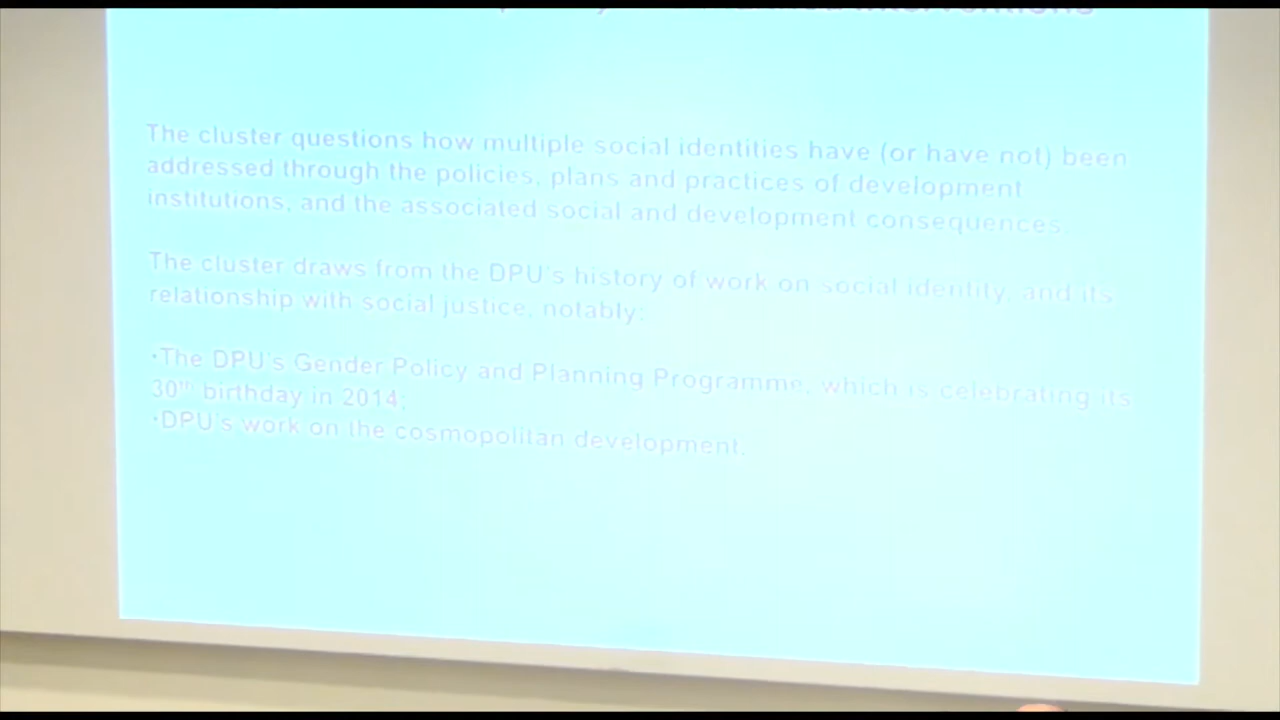 interventions
The cluster questions how multiple social identities have (or have not) been
addressed through the policies, plans and practices of development
institutions, and the associated social and development consequences.
The cluster draws from the DPU's history of work on social identity, and its
relationship with social justice, notably:
•The DPU's Gender Policy and Planning Programme, which is celebrating its
30th birthday in 2014;
•DPU's work on the cosmopolitan development.